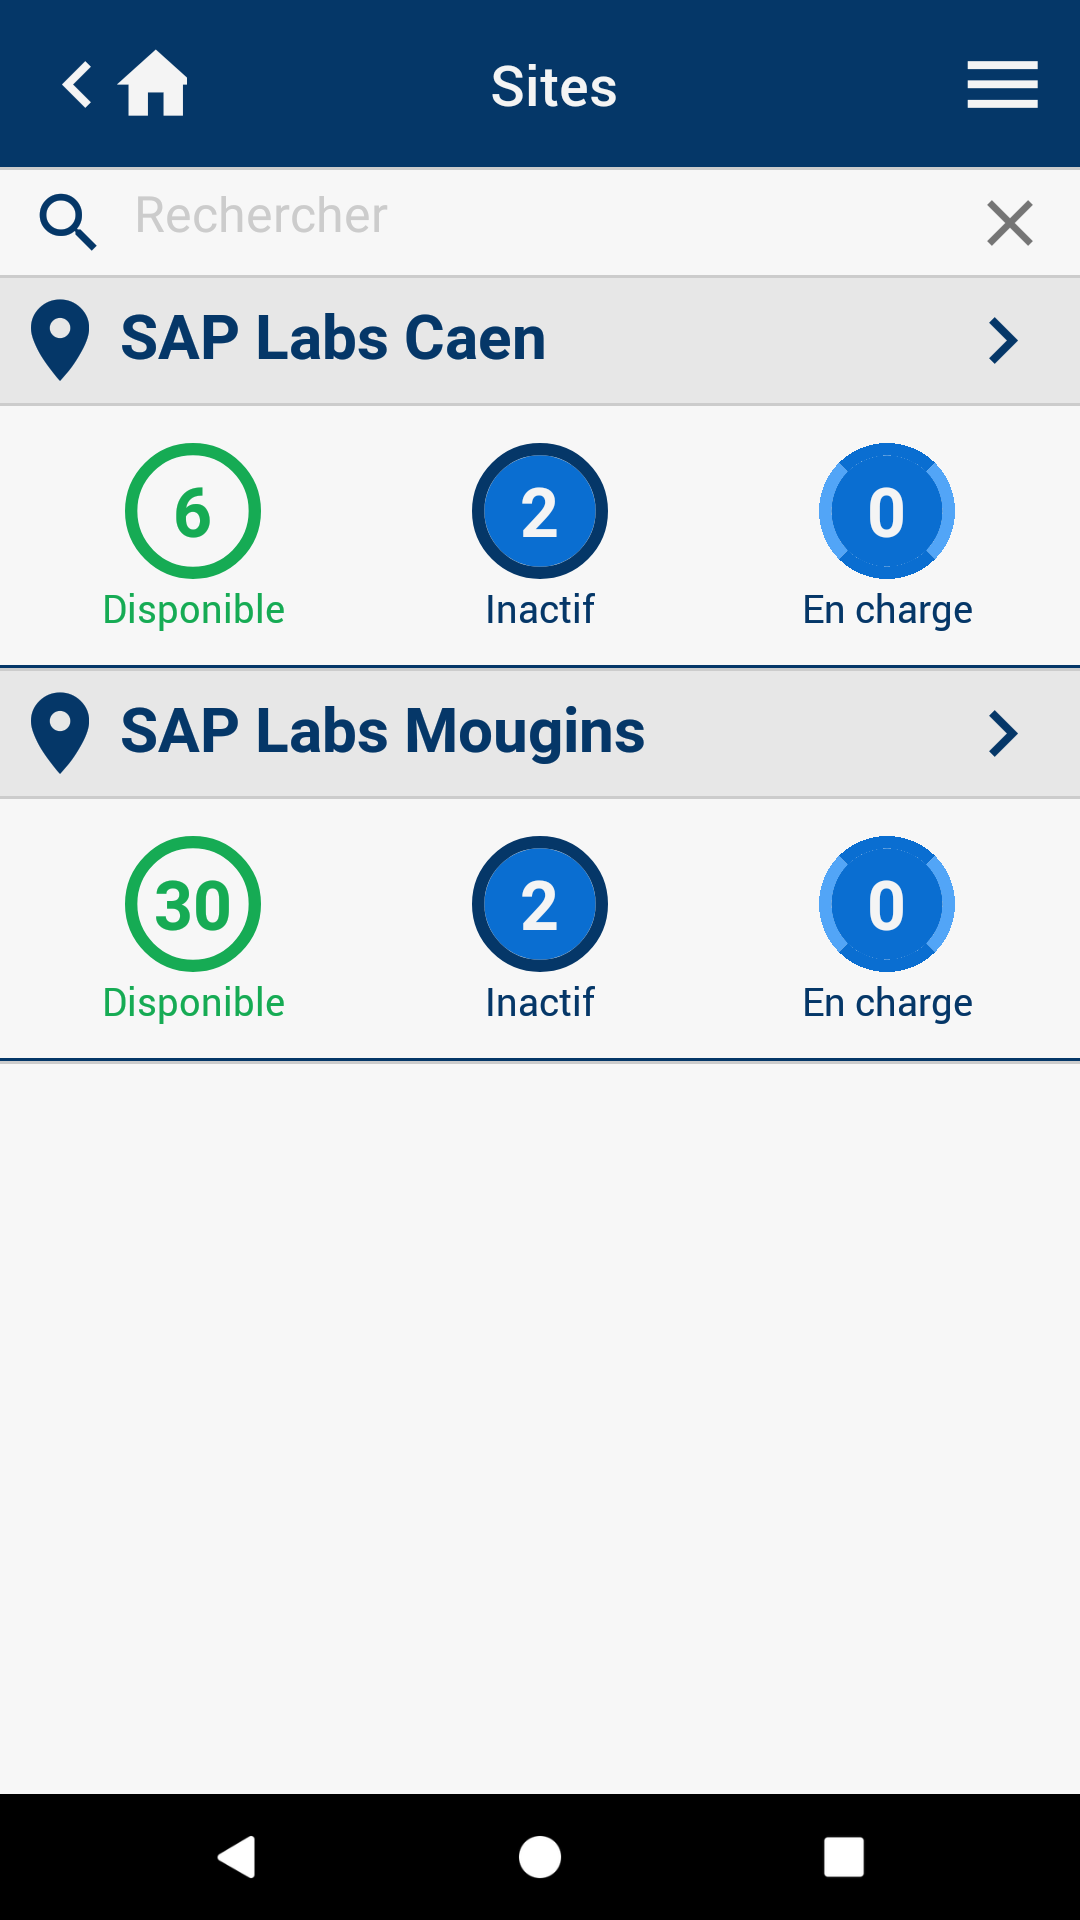 Sites
Rechercher
SAP Labs Caen
6 2 0
Disponible Inactif En charge
SAP Labs Mougins
30 2 0
Disponible Inactif En charge